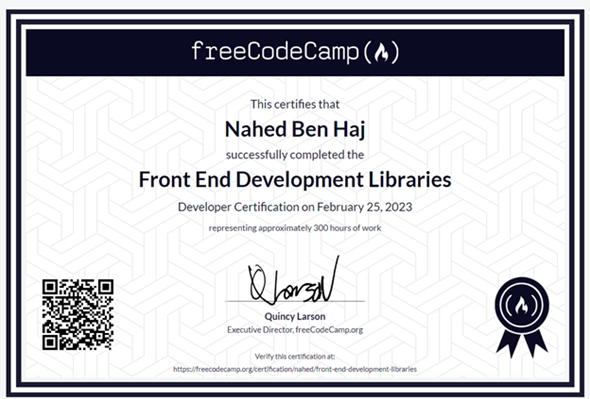 freeCodeCamp(🔥)
This certifies that
Nahed Ben Haj
successfully completed the
Front End Development Libraries
Developer Certification on February 25, 2023
representing approximately 300 hours of work
QLarson
Quincy Larson
Executive Director, freeCodeCamp.org
Verify this certification at:
https://freecodecamp.org/certification/nahed/front-end-development-libraries